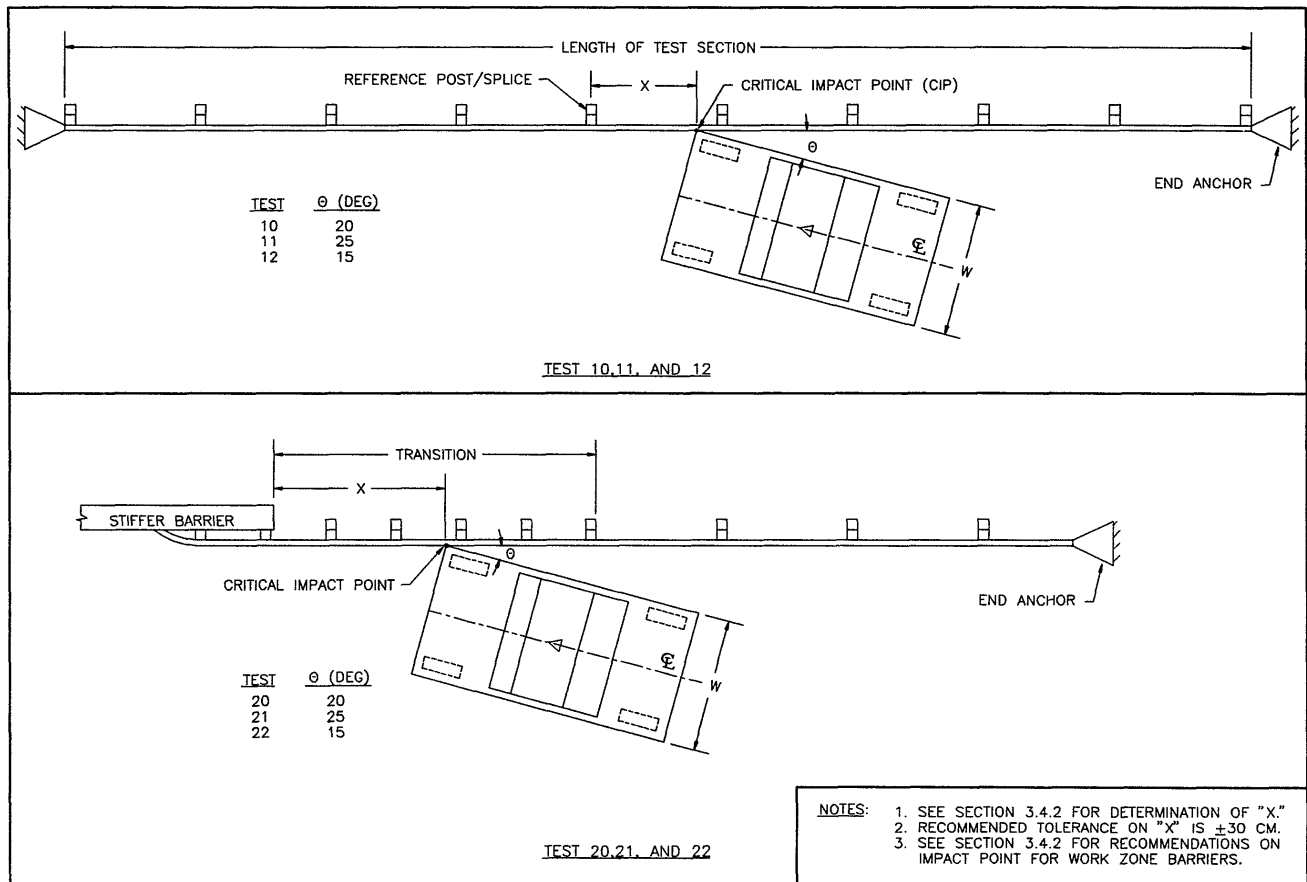 LENGTH OF TEST SECTION
REFERENCE POST/SPLICE
X
CRITICAL IMPACT POINT (CIP)
Θ
END ANCHOR
TEST Θ (DEG)
10 20
11 25
12 15
℄
W
TEST 10,11, AND 12
TRANSITION
X
STIFFER BARRIER
Θ
CRITICAL IMPACT POINT
END ANCHOR
℄
W
TEST Θ (DEG)
20 20
21 25
22 15
TEST 20,21, AND 22
NOTES: 1. SEE SECTION 3.4.2 FOR DETERMINATION OF "X."
2. RECOMMENDED TOLERANCE ON "X" IS ±30 CM.
3. SEE SECTION 3.4.2 FOR RECOMMENDATIONS ON
IMPACT POINT FOR WORK ZONE BARRIERS.